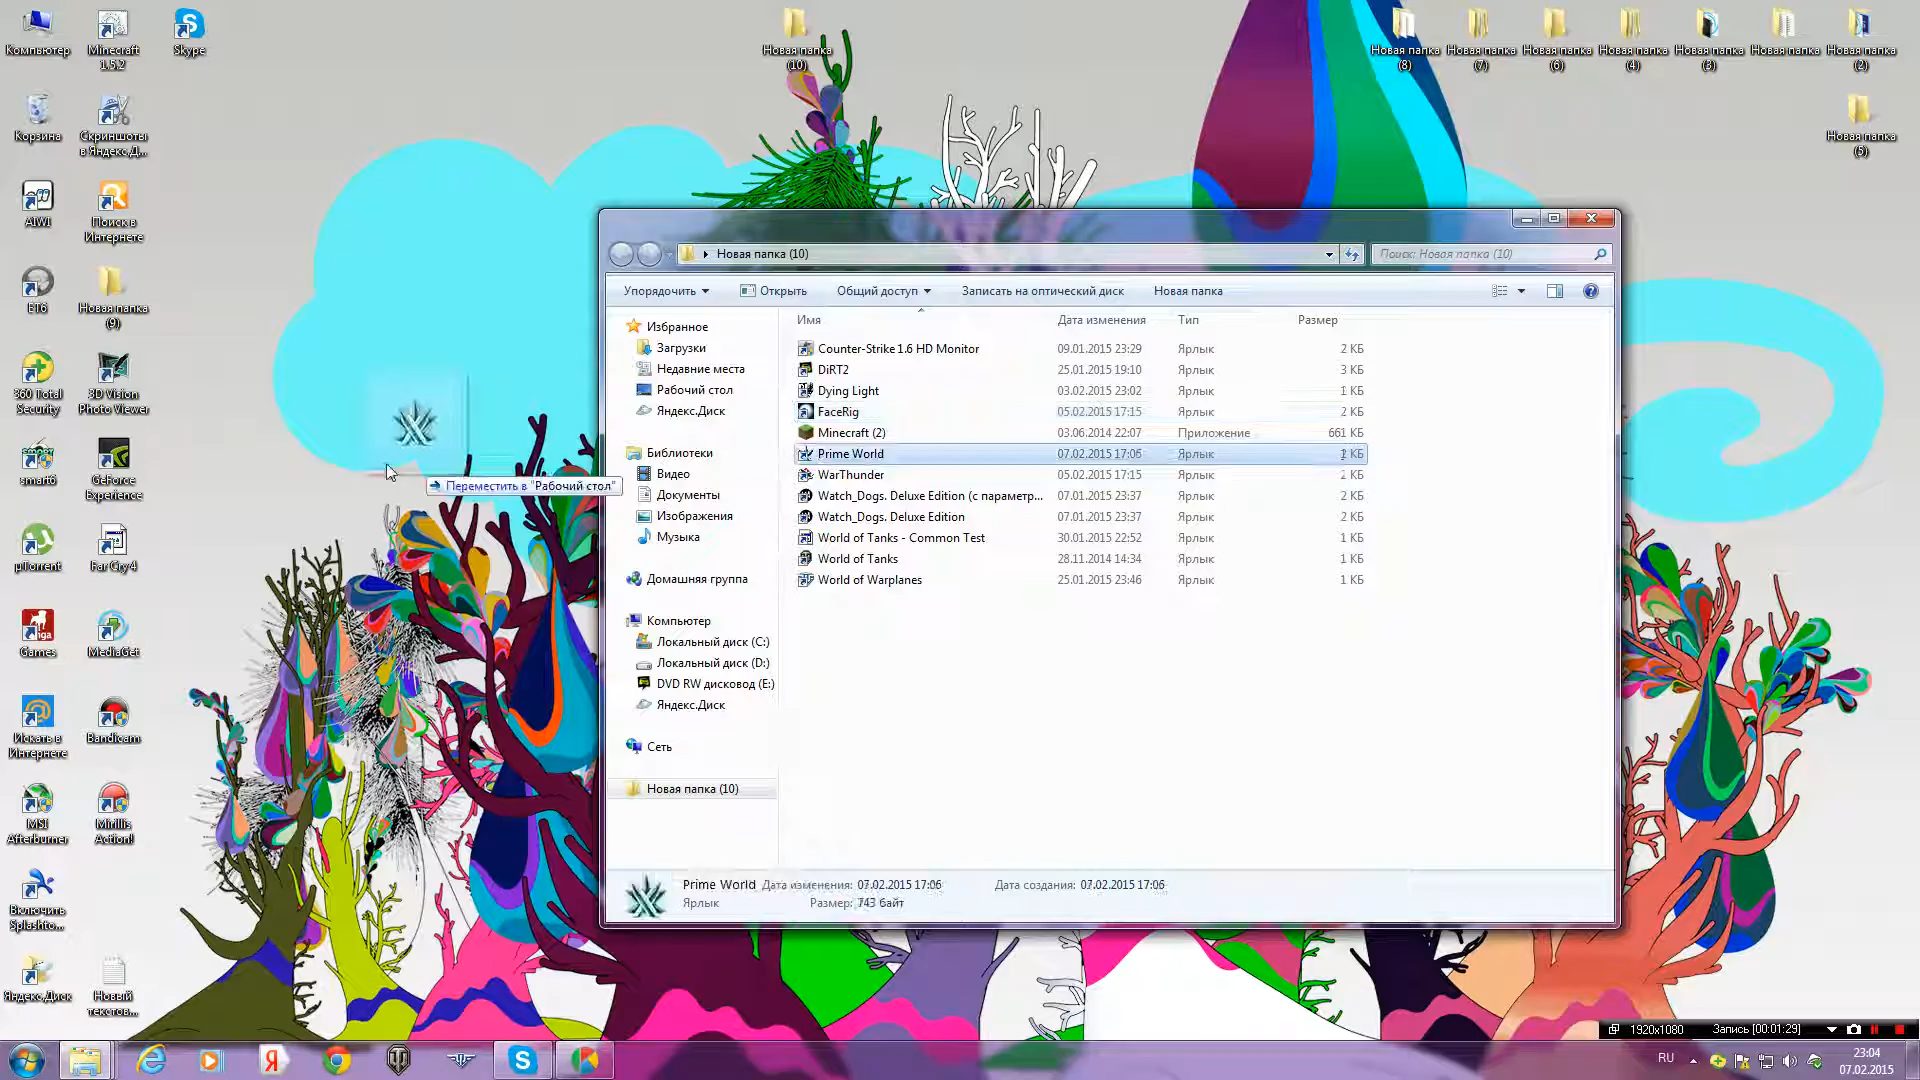 Компьютер
Minecraft 1.5.2
Skype
Новая папка (10)
Новая папка (8)
Новая папка (7)
Новая папка (6)
Новая папка (4)
Новая папка (3)
Новая папка
Новая папка (2)
Корзина
Скриншоты в Яндекс.Д...
Новая папка (5)
AIWI
Поиск в Интернете
ET6
Новая папка (9)
360 Total Security
3D Vision Photo Viewer
smart6
GeForce Experience
µTorrent
Far Cry 4
Games
MediaGet
Искать в Интернете
Bandicam
MSI Afterburner
Mirillis Action!
Включить Splashto...
Яндекс.Диск
Новый текстов...
Переместить в "Рабочий стол"
Новая папка (10)
Поиск: Новая папка (10)
Упорядочить
Открыть
Общий доступ
Записать на оптический диск
Новая папка
Избранное
Загрузки
Недавние места
Рабочий стол
Яндекс.Диск
Библиотеки
Видео
Документы
Изображения
Музыка
Домашняя группа
Компьютер
Локальный диск (C:)
Локальный диск (D:)
DVD RW дисковод (E:)
Яндекс.Диск
Сеть
Новая папка (10)
Имя Дата изменения Тип Размер
Counter-Strike 1.6 HD Monitor 09.01.2015 23:29 Ярлык 2 КБ
DiRT2 25.01.2015 19:10 Ярлык 3 КБ
Dying Light 03.02.2015 23:02 Ярлык 1 КБ
FaceRig 05.02.2015 17:15 Ярлык 2 КБ
Minecraft (2) 03.06.2014 22:07 Приложение 661 КБ
Prime World 07.02.2015 17:06 Ярлык КБ
WarThunder 05.02.2015 17:15 Ярлык 2 КБ
Watch_Dogs. Deluxe Edition (с параметр... 07.01.2015 23:37 Ярлык 2 КБ
Watch_Dogs. Deluxe Edition 07.01.2015 23:37 Ярлык 2 КБ
World of Tanks - Common Test 30.01.2015 22:52 Ярлык 1 КБ
World of Tanks 28.11.2014 14:34 Ярлык 1 КБ
World of Warplanes 25.01.2015 23:46 Ярлык 1 КБ
Prime World Дата изменения: 07.02.2015 17:06 Дата создания: 07.02.2015 17:06
Ярлык Размер: 743 байт
1920x1080 Запись [00:01:29]
RU
23:04
07.02.2015